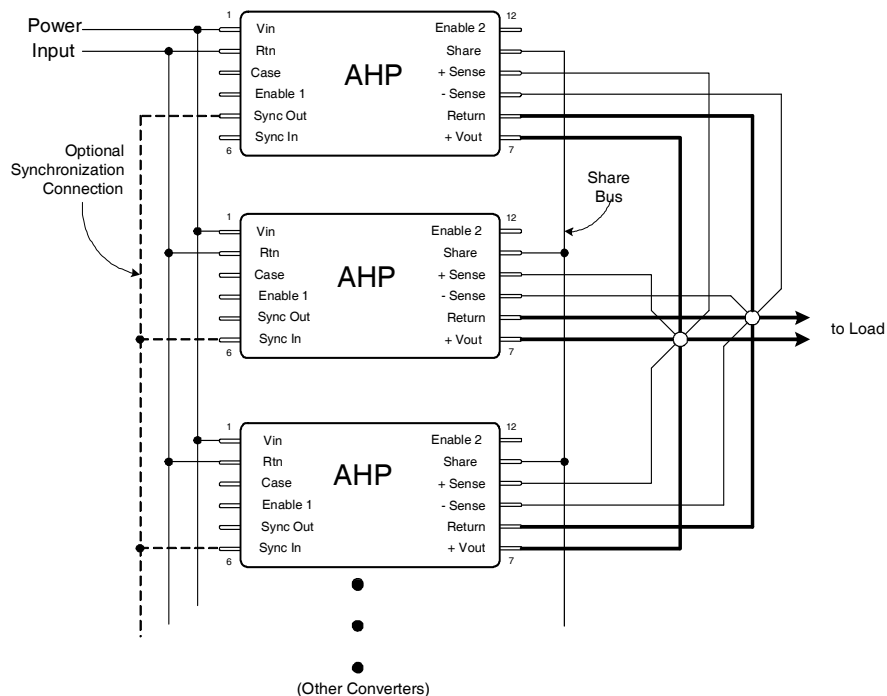 Power
Input
1
12
Vin
Enable 2
Rtn
Share
Case
+ Sense
Enable 1
- Sense
Sync Out
Return
Sync In
+ Vout
6
7
AHP
Optional
Synchronization
Connection
Share
Bus
1
12
Vin
Enable 2
Rtn
Share
Case
+ Sense
Enable 1
- Sense
Sync Out
Return
Sync In
+ Vout
6
7
AHP
to Load
1
12
Vin
Enable 2
Rtn
Share
Case
+ Sense
Enable 1
- Sense
Sync Out
Return
Sync In
+ Vout
6
7
AHP
(Other Converters)